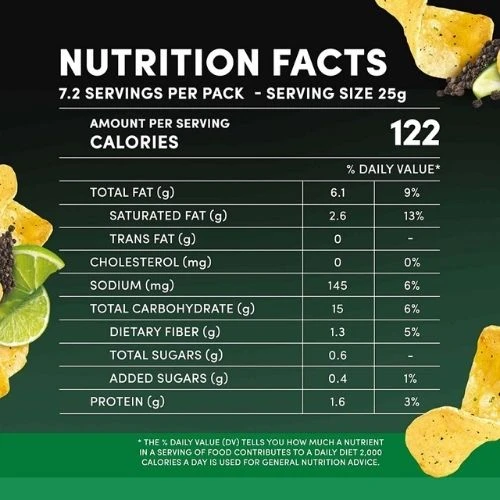 NUTRITION FACTS
7.2 SERVINGS PER PACK - SERVING SIZE 25g
AMOUNT PER SERVING
CALORIES 122
% DAILY VALUE*
TOTAL FAT (g) 6.1 9%
SATURATED FAT (g) 2.6 13%
TRANS FAT (g) 0 -
CHOLESTEROL (mg) 0 0%
SODIUM (mg) 145 6%
TOTAL CARBOHYDRATE (g) 15 6%
DIETARY FIBER (g) 1.3 5%
TOTAL SUGARS (g) 0.6 -
ADDED SUGARS (g) 0.4 1%
PROTEIN (g) 1.6 3%
* THE % DAILY VALUE (DV) TELLS YOU HOW MUCH A NUTRIENT
IN A SERVING OF FOOD CONTRIBUTES TO A DAILY DIET 2,000
CALORIES A DAY IS USED FOR GENERAL NUTRITION ADVICE.